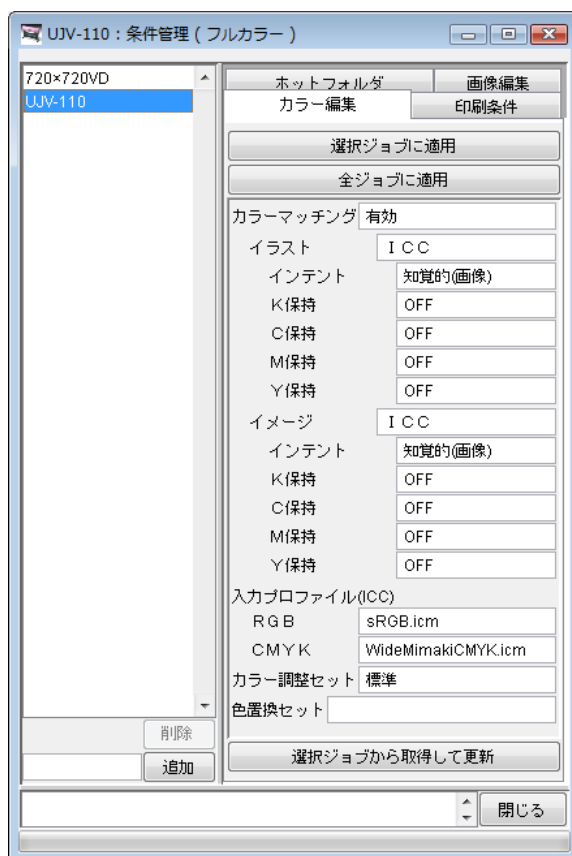 UJV-110：条件管理 ( フルカラー )
720×720VD
UJV-110
削除
追加
ホットフォルダ 画像編集
カラー編集 印刷条件
選択ジョブに適用
全ジョブに適用
カラーマッチング 有効
イラスト ＩＣＣ
インテント 知覚的(画像)
K保持 OFF
C保持 OFF
M保持 OFF
Y保持 OFF
イメージ ＩＣＣ
インテント 知覚的(画像)
K保持 OFF
C保持 OFF
M保持 OFF
Y保持 OFF
入力プロファイル(ICC)
ＲＧＢ sRGB.icm
ＣＭＹＫ WideMimakiCMYK.icm
カラー調整セット 標準
色置換セット
選択ジョブから取得して更新
閉じる